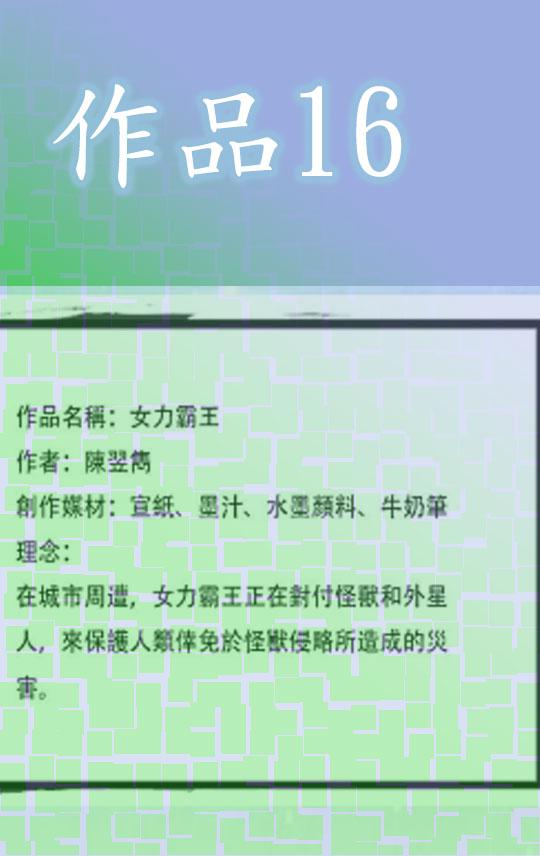 作品16
作品名稱：女力霸王
作者：陳翌雋
創作媒材：宣紙、墨汁、水墨顏料、牛奶筆
理念：
在城市周遭，女力霸王正在對付怪獸和外星
人，來保護人類倖免於怪獸侵略所造成的災
害。